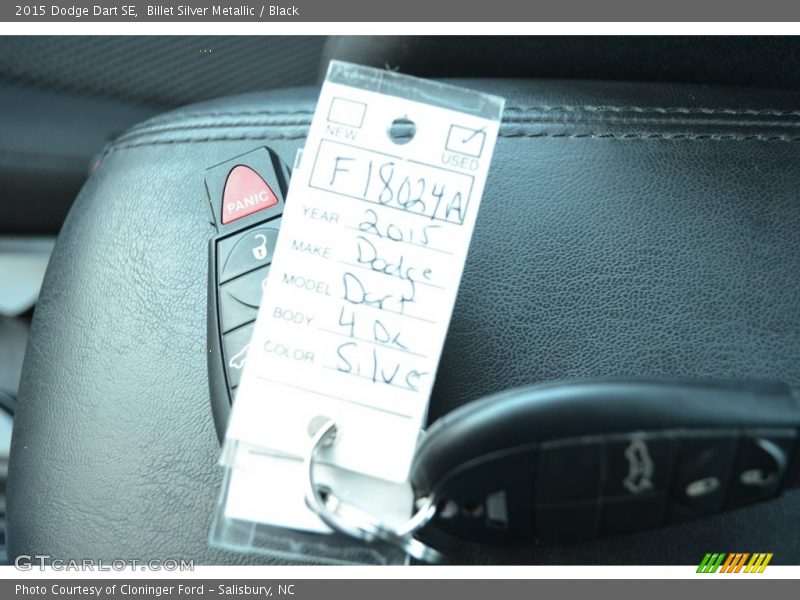 2015 Dodge Dart SE,  Billet Silver Metallic / Black
NEW
USED
F18024A
PANIC
YEAR 2015
MAKE Dodge
MODEL Dart
BODY 4 DR
COLOR Silver
GTCARLOT.COM
Photo Courtesy of Cloninger Ford - Salisbury, NC